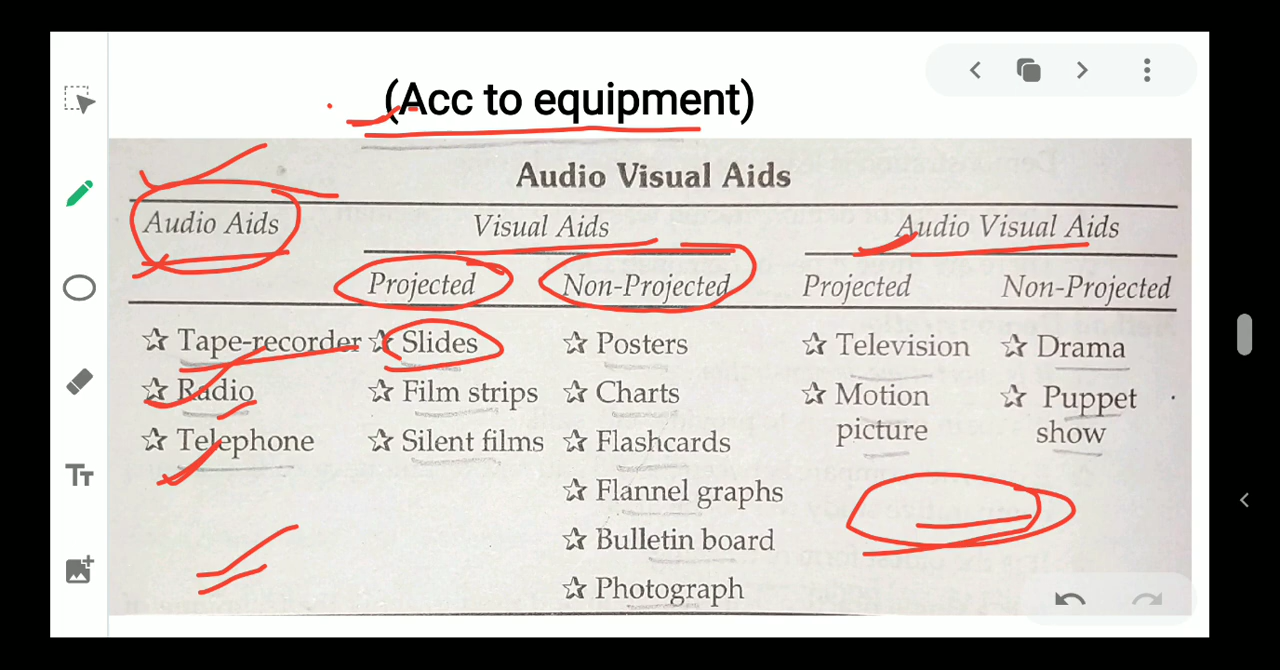 (Acc to equipment)
Audio Visual Aids
Audio Aids Visual Aids Audio Visual Aids
Projected Non-Projected Projected Non-Projected
☆ Tape-recorder ☆ Slides ☆ Posters ☆ Television ☆ Drama
☆ Radio ☆ Film strips ☆ Charts ☆ Motion ☆ Puppet
picture show
☆ Telephone ☆ Silent films ☆ Flashcards
☆ Flannel graphs
☆ Bulletin board
☆ Photograph
Tт